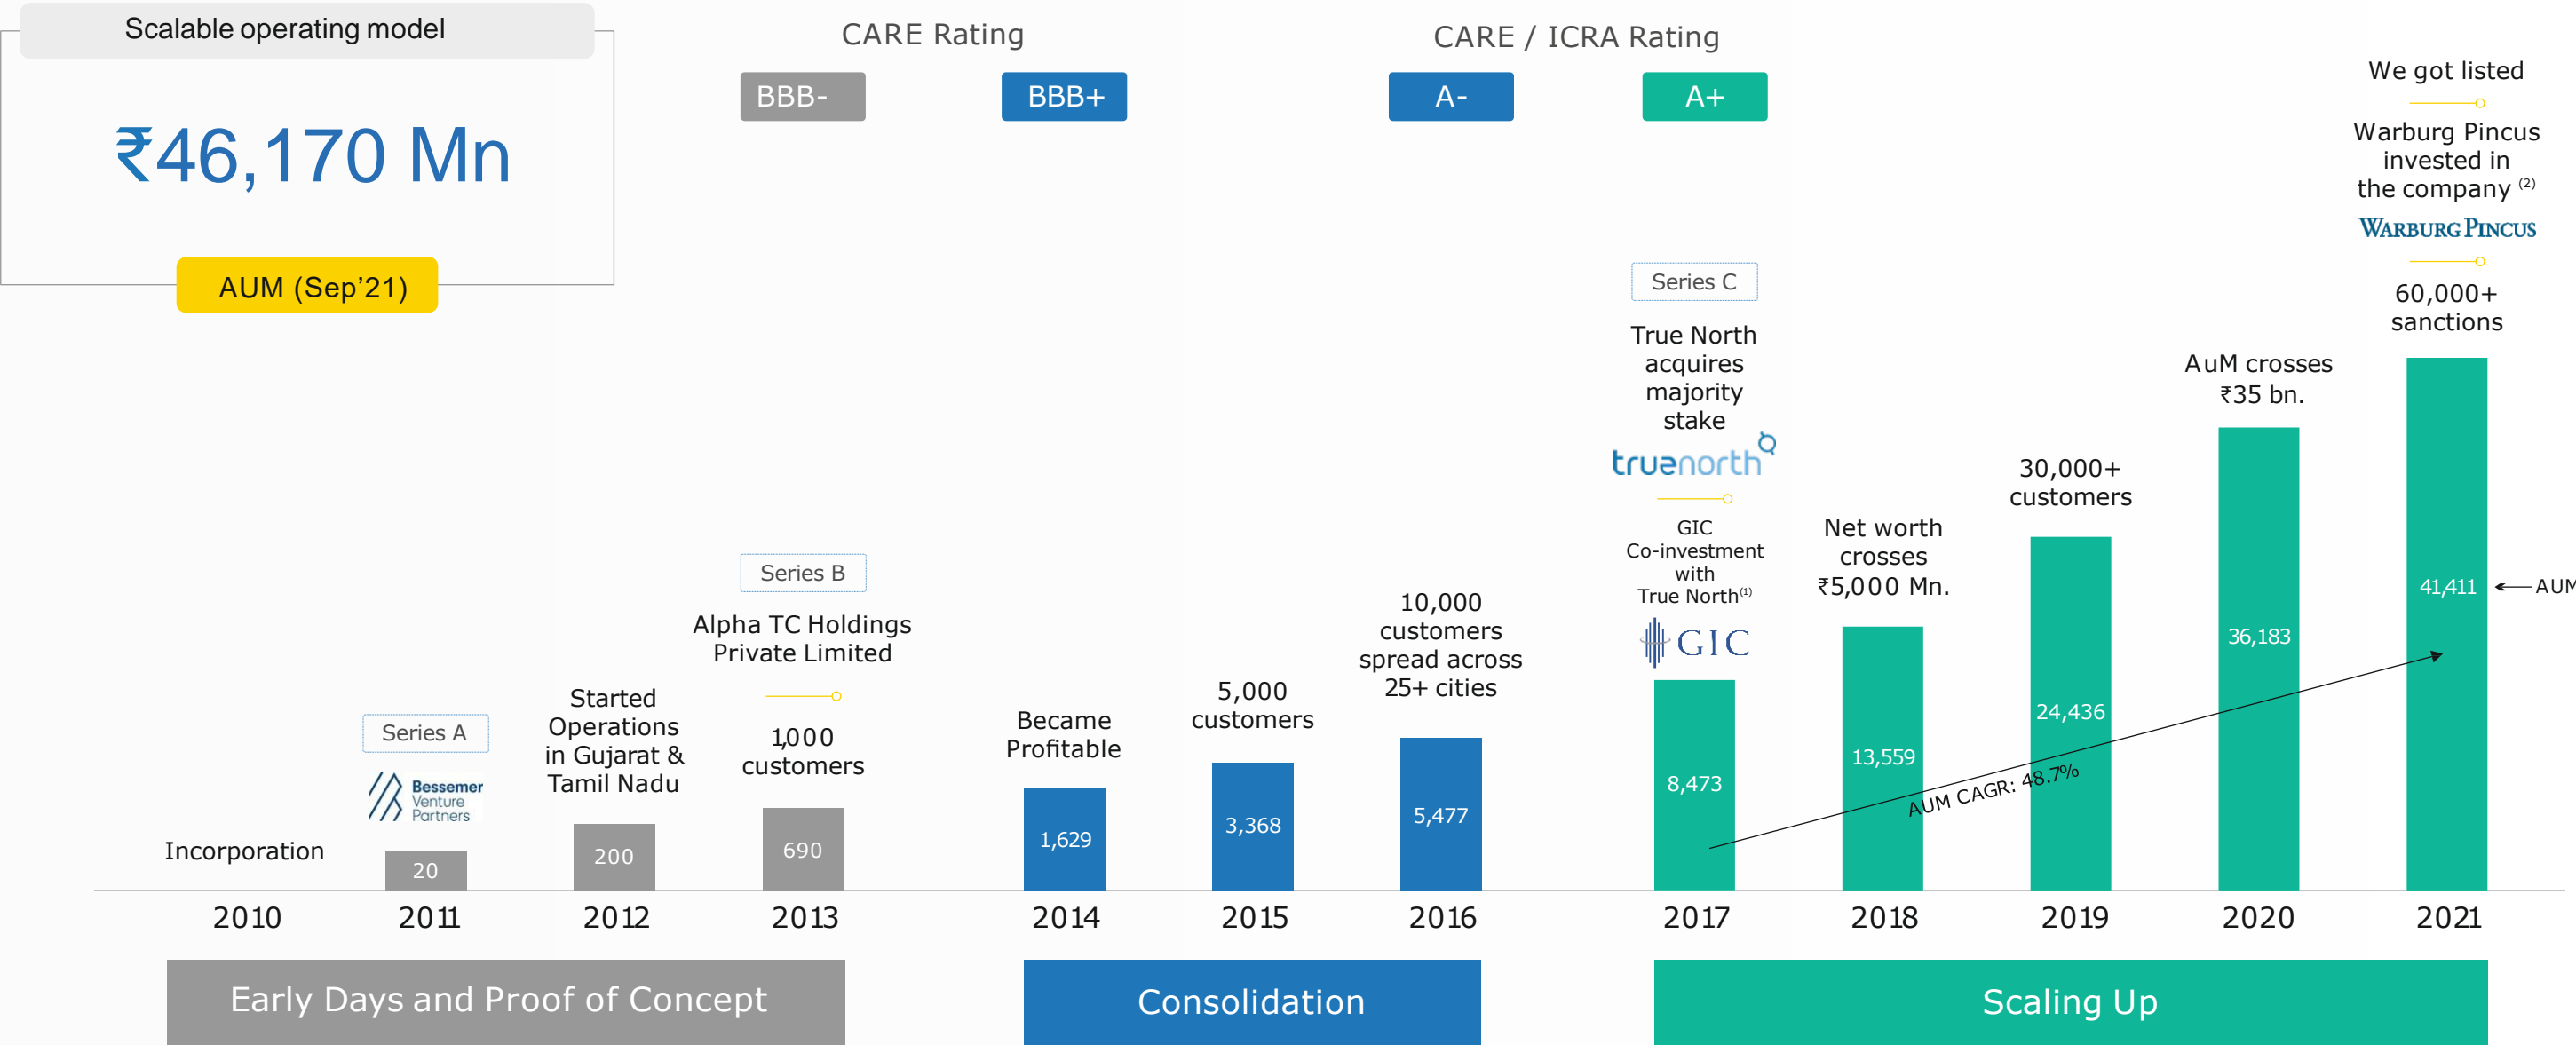 Scalable operating model
₹46,170 Mn
AUM (Sep’21)
CARE Rating
BBB-
BBB+
CARE / ICRA Rating
A-
A+
Incorporation
Series A
Bessemer
Venture
Partners
20
Started
Operations
in Gujarat &
Tamil Nadu
200
Series B
Alpha TC Holdings
Private Limited
1,000
customers
690
Became
Profitable
1,629
5,000
customers
3,368
10,000
customers
spread across
25+ cities
5,477
Series C
True North
acquires
majority
stake
truenorth
GIC
Co-investment
with
True North(1)
GIC
8,473
Net worth
crosses
₹5,000 Mn.
13,559
30,000+
customers
24,436
AuM crosses
₹35 bn.
36,183
We got listed
Warburg Pincus
invested in
the company (2)
WARBURG PINCUS
60,000+
sanctions
41,411
AUM
AUM CAGR: 48.7%
2010
2011
2012
2013
2014
2015
2016
2017
2018
2019
2020
2021
Early Days and Proof of Concept
Consolidation
Scaling Up